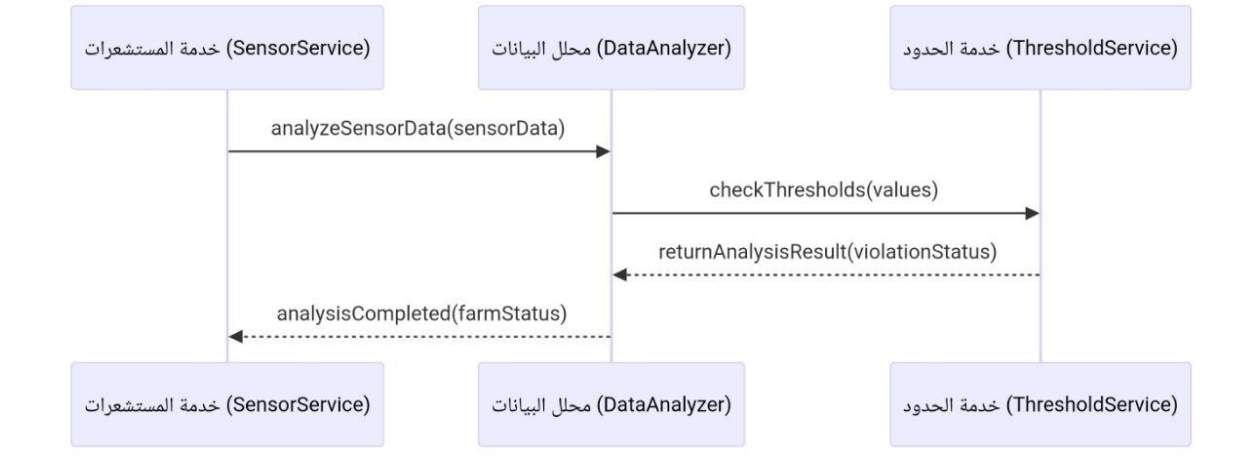 خدمة المستشعرات (SensorService)
محلل البيانات (DataAnalyzer)
خدمة الحدود (ThresholdService)
analyzeSensorData(sensorData)
checkThresholds(values)
returnAnalysisResult(violationStatus)
analysisCompleted(farmStatus)
خدمة المستشعرات (SensorService)
محلل البيانات (DataAnalyzer)
خدمة الحدود (ThresholdService)